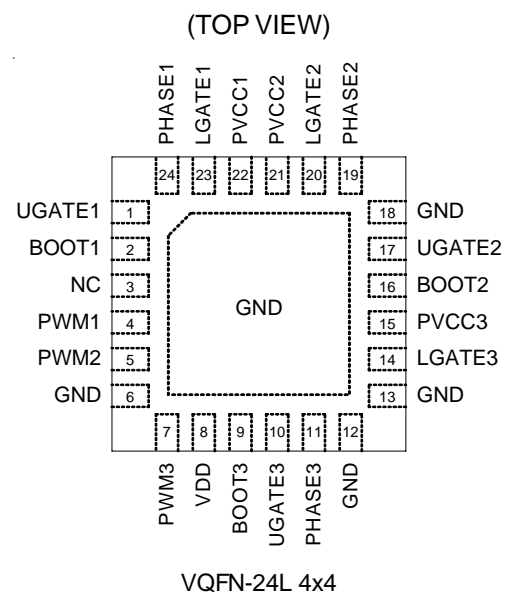 (TOP VIEW)
PHASE1
LGATE1
PVCC1
PVCC2
LGATE2
PHASE2
24
23
22
21
20
19
UGATE1 1
BOOT1 2
NC 3
PWM1 4
PWM2 5
GND 6
GND
18 GND
17 UGATE2
16 BOOT2
15 PVCC3
14 LGATE3
13 GND
7
8
9
10
11
12
PWM3
VDD
BOOT3
UGATE3
PHASE3
GND
VQFN-24L 4x4